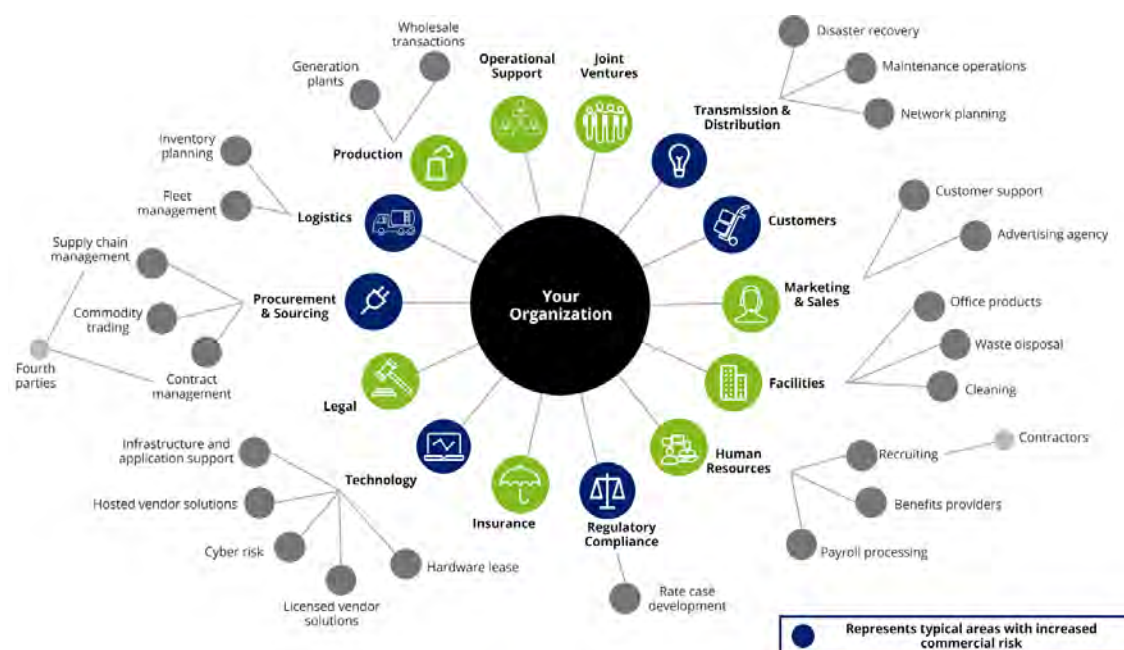 Wholesale
transactions
Generation
plants
Production
Operational
Support
Joint
Ventures
Transmission &
Distribution
Disaster recovery
Maintenance operations
Network planning
Inventory
planning
Fleet
management
Logistics
Customers
Customer support
Advertising agency
Marketing
& Sales
Supply chain
management
Commodity
trading
Contract
management
Fourth
parties
Procurement
& Sourcing
Your
Organization
Office products
Waste disposal
Cleaning
Facilities
Legal
Human
Resources
Recruiting
Contractors
Benefits providers
Payroll processing
Infrastructure and
application support
Hosted vendor solutions
Cyber risk
Licensed vendor
solutions
Hardware lease
Technology
Insurance
Regulatory
Compliance
Rate case
development
Represents typical areas with increased
commercial risk